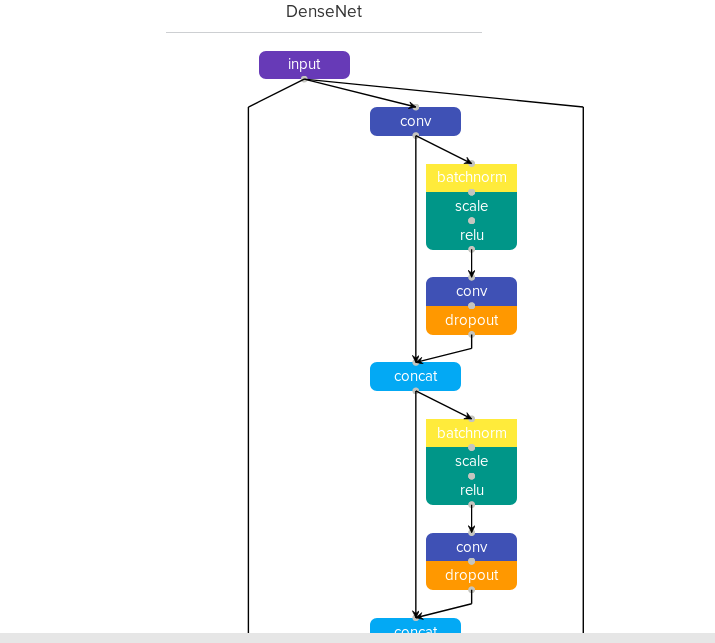 DenseNet
input
conv
batchnorm
scale
relu
conv
dropout
concat
batchnorm
scale
relu
conv
dropout
concat